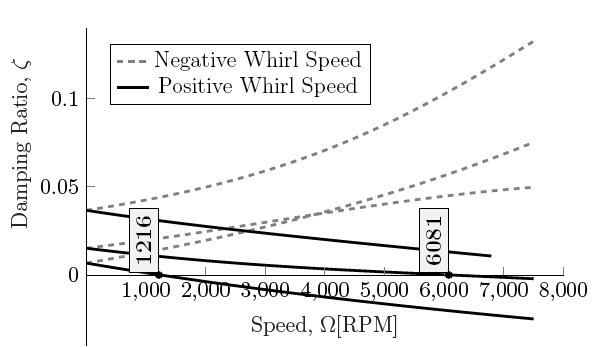 Negative Whirl Speed
Positive Whirl Speed
Damping Ratio, ζ
0.1
0.05
0
1216
6081
1,000 2,000 3,000 4,000 5,000 6,000 7,000 8,000
Speed, Ω[RPM]